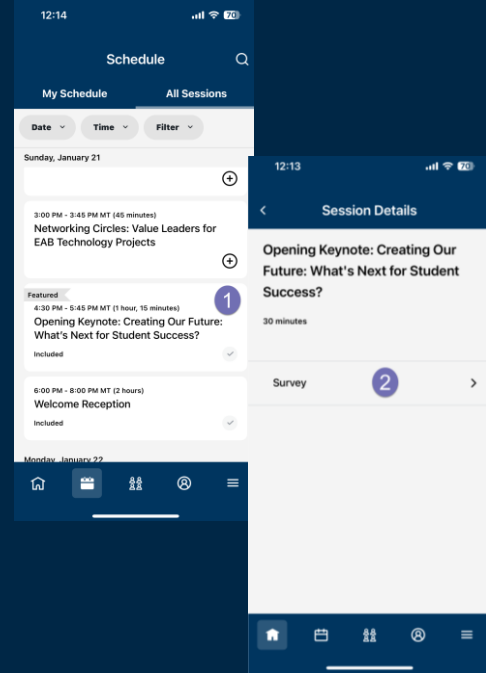 12:14
70
Schedule
My Schedule
All Sessions
Date
Time
Filter
Sunday, January 21
3:00 PM - 3:45 PM MT (45 minutes)
Networking Circles: Value Leaders for
EAB Technology Projects
Featured
1
4:30 PM - 5:45 PM MT (1 hour, 15 minutes)
Opening Keynote: Creating Our Future:
What's Next for Student Success?
Included
6:00 PM - 8:00 PM MT (2 hours)
Welcome Reception
Included
Monday, January 22
12:13
70
Session Details
Opening Keynote: Creating Our
Future: What's Next for Student
Success?
30 minutes
Survey
2